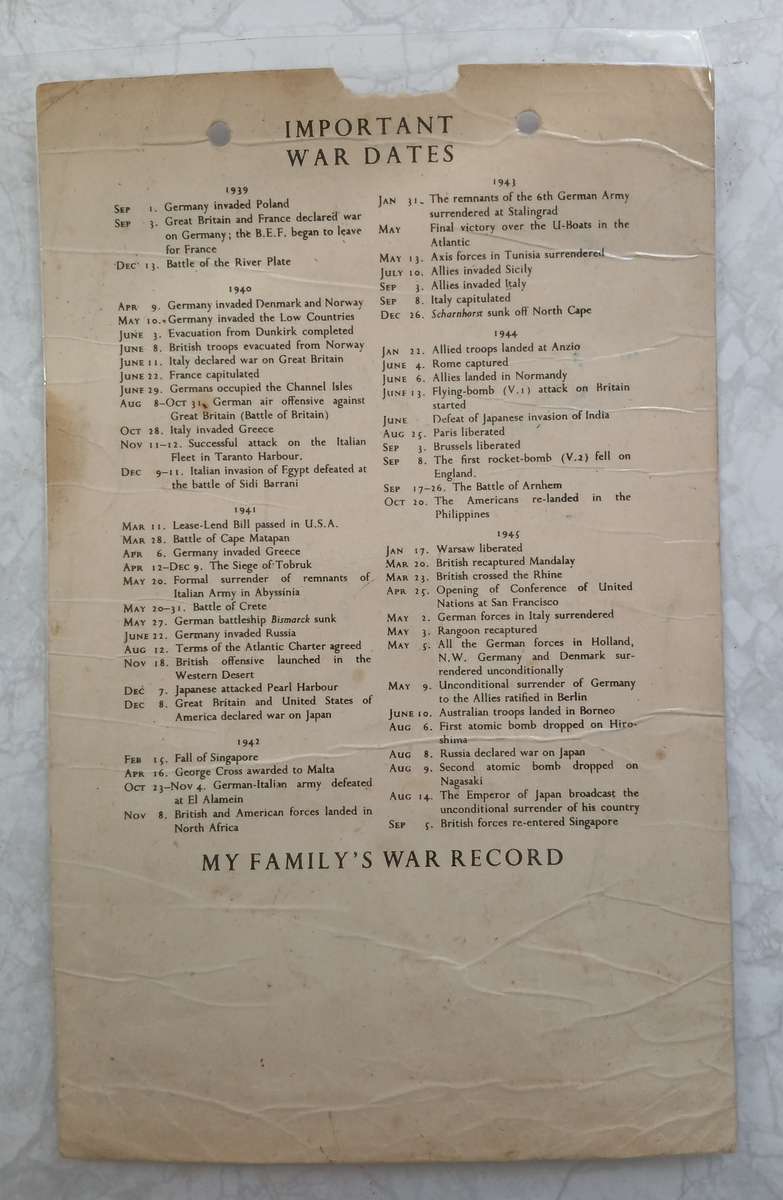 IMPORTANT
WAR DATES
1939
SEP 1. Germany invaded Poland
SEP 3. Great Britain and France declared war
on Germany; the B.E.F. began to leave
for France
DEC 13. Battle of the River Plate
1940
APR 9. Germany invaded Denmark and Norway
MAY 10. Germany invaded the Low Countries
JUNE 3. Evacuation from Dunkirk completed
JUNE 8. British troops evacuated from Norway
JUNE 11. Italy declared war on Great Britain
JUNE 22. France capitulated
JUNE 29. Germans occupied the Channel Isles
AUG 8–OCT 31. German air offensive against
Great Britain (Battle of Britain)
OCT 28. Italy invaded Greece
NOV 11–12. Successful attack on the Italian
Fleet in Taranto Harbour.
DEC 9–11. Italian invasion of Egypt defeated at
the battle of Sidi Barrani
1941
MAR 11. Lease-Lend Bill passed in U.S.A.
MAR 28. Battle of Cape Matapan
APR 6. Germany invaded Greece
APR 12–DEC 9. The Siege of Tobruk
MAY 20. Formal surrender of remnants of
Italian Army in Abyssinia
MAY 20–31. Battle of Crete
MAY 27. German battleship Bismarck sunk
JUNE 22. Germany invaded Russia
AUG 12. Terms of the Atlantic Charter agreed
NOV 18. British offensive launched in the
Western Desert
DEC 7. Japanese attacked Pearl Harbour
DEC 8. Great Britain and United States of
America declared war on Japan
1942
FEB 15. Fall of Singapore
APR 16. George Cross awarded to Malta
OCT 23–NOV 4. German-Italian army defeated
at El Alamein
NOV 8. British and American forces landed in
North Africa
1943
JAN 31. The remnants of the 6th German Army
surrendered at Stalingrad
MAY Final victory over the U-Boats in the
Atlantic
MAY 13. Axis forces in Tunisia surrendered
JULY 10. Allies invaded Sicily
SEP 3. Allies invaded Italy
SEP 8. Italy capitulated
DEC 26. Scharnhorst sunk off North Cape
1944
JAN 22. Allied troops landed at Anzio
JUNE 4. Rome captured
JUNE 6. Allies landed in Normandy
JUNE 13. Flying-bomb (V.1) attack on Britain
started
JUNE Defeat of Japanese invasion of India
AUG 25. Paris liberated
SEP 3. Brussels liberated
SEP 8. The first rocket-bomb (V.2) fell on
England.
SEP 17–26. The Battle of Arnhem
OCT 20. The Americans re-landed in the
Philippines
1945
JAN 17. Warsaw liberated
MAR 20. British recaptured Mandalay
MAR 23. British crossed the Rhine
APR 25. Opening of Conference of United
Nations at San Francisco
MAY 2. German forces in Italy surrendered
MAY 3. Rangoon recaptured
MAY 5. All the German forces in Holland,
N.W. Germany and Denmark sur-
rendered unconditionally
MAY 9. Unconditional surrender of Germany
to the Allies ratified in Berlin
JUNE 10. Australian troops landed in Borneo
AUG 6. First atomic bomb dropped on Hiro-
shima
AUG 8. Russia declared war on Japan
AUG 9. Second atomic bomb dropped on
Nagasaki
AUG 14. The Emperor of Japan broadcast the
unconditional surrender of his country
SEP 5. British forces re-entered Singapore
MY FAMILY'S WAR RECORD